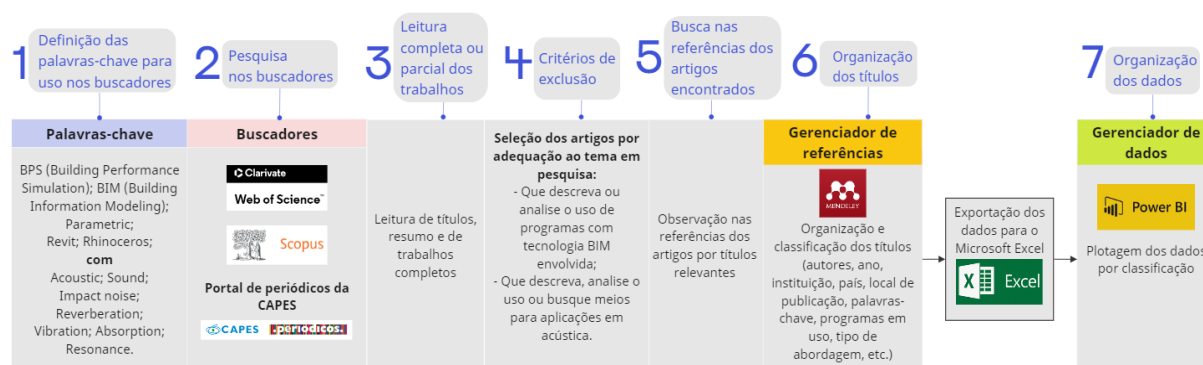 1
Definição das
palavras-chave para
uso nos buscadores
2
Pesquisa
nos buscadores
3
Leitura
completa ou
parcial dos
trabalhos
4
Critérios de
exclusão
5
Busca nas
referências dos
artigos
encontrados
6
Organização
dos títulos
7
Organização
dos dados
Palavras-chave
BPS (Building Performance
Simulation); BIM (Building
Information Modeling);
Parametric;
Revit; Rhinoceros;
com
Acoustic; Sound;
Impact noise;
Reverberation;
Vibration; Absorption;
Resonance.
Buscadores
Clarivate
Web of Science™
Scopus
Portal de periódicos da
CAPES
CAPES .periódicos.
Leitura de títulos,
resumo e de
trabalhos
completos
Seleção dos artigos por
adequação ao tema em
pesquisa:
- Que descreva ou
analise o uso de
programas com
tecnologia BIM
envolvida;
- Que descreva, analise o
uso ou busque meios
para aplicações em
acústica.
Observação nas
referências dos
artigos por títulos
relevantes
Gerenciador de
referências
MENDELEY
Organização e
classificação dos títulos
(autores, ano,
instituição, país, local de
publicação, palavras-
chave, programas em
uso, tipo de
abordagem, etc.)
Exportação dos
dados para o
Microsoft Excel
X Excel
Gerenciador de
dados
Power BI
Plotagem dos dados
por classificação